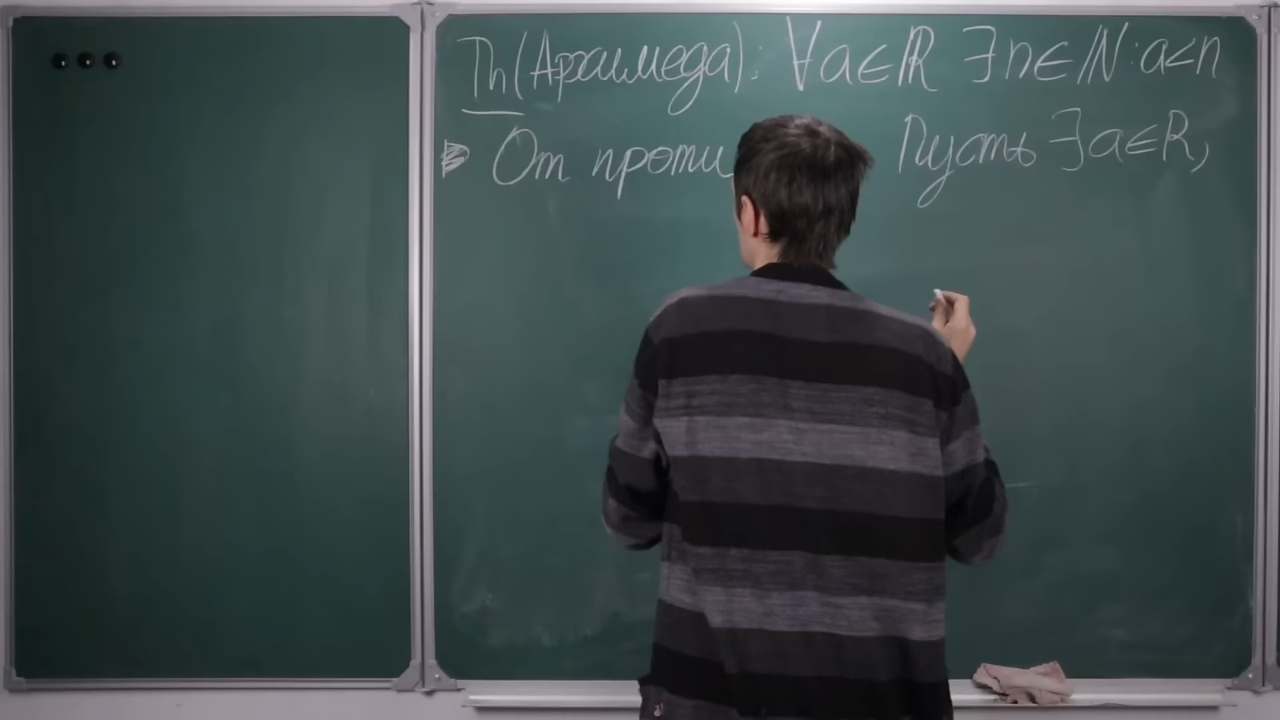 Th(Архимеда): ∀a∈ℝ ∃n∈ℕ: a<n
От проти Пусть ∃a∈ℝ,